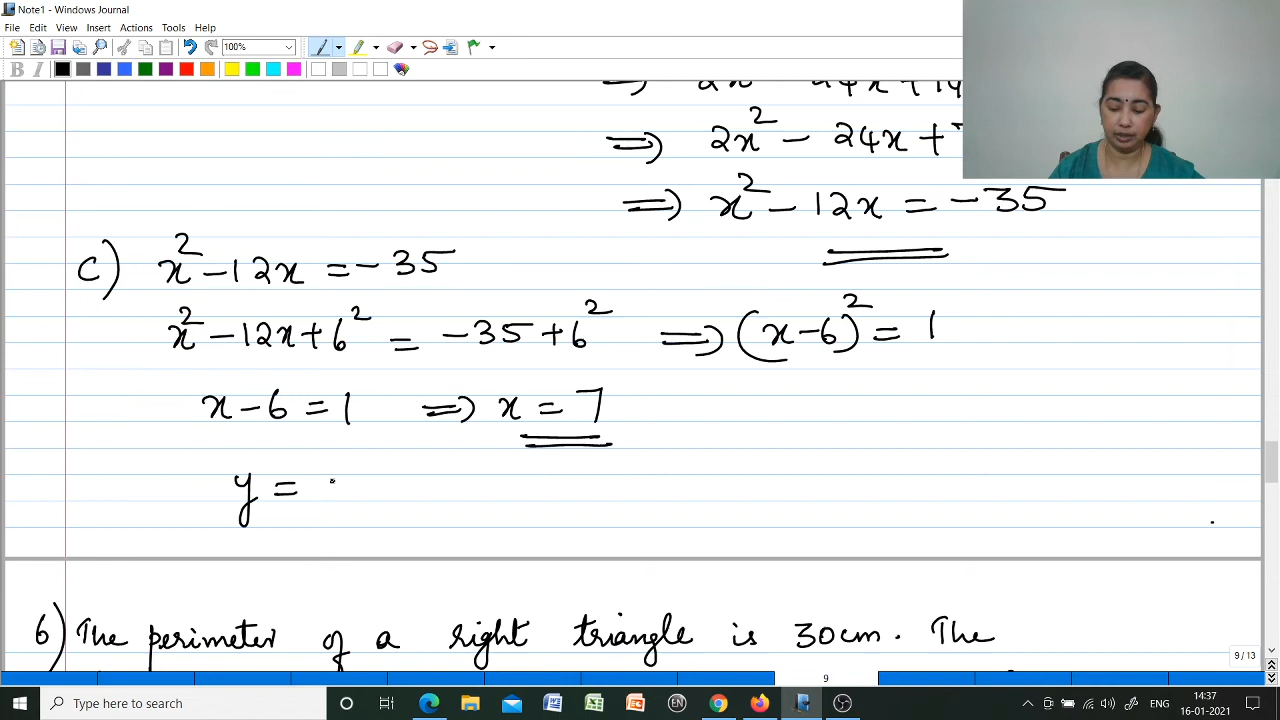 Note1 - Windows Journal
File Edit View Insert Actions Tools Help
100%
B I
⇒ 2x² - 24x +
⇒ x² - 12x = -35
c) x² - 12x = -35
x² - 12x + 6² = -35 + 6² ⇒ (x - 6)² = 1
x - 6 = 1 ⇒ x = 7
y =
6) The perimeter of a right triangle is 30cm. The
9 / 13
9
Type here to search
ENG
14:37
16-01-2021